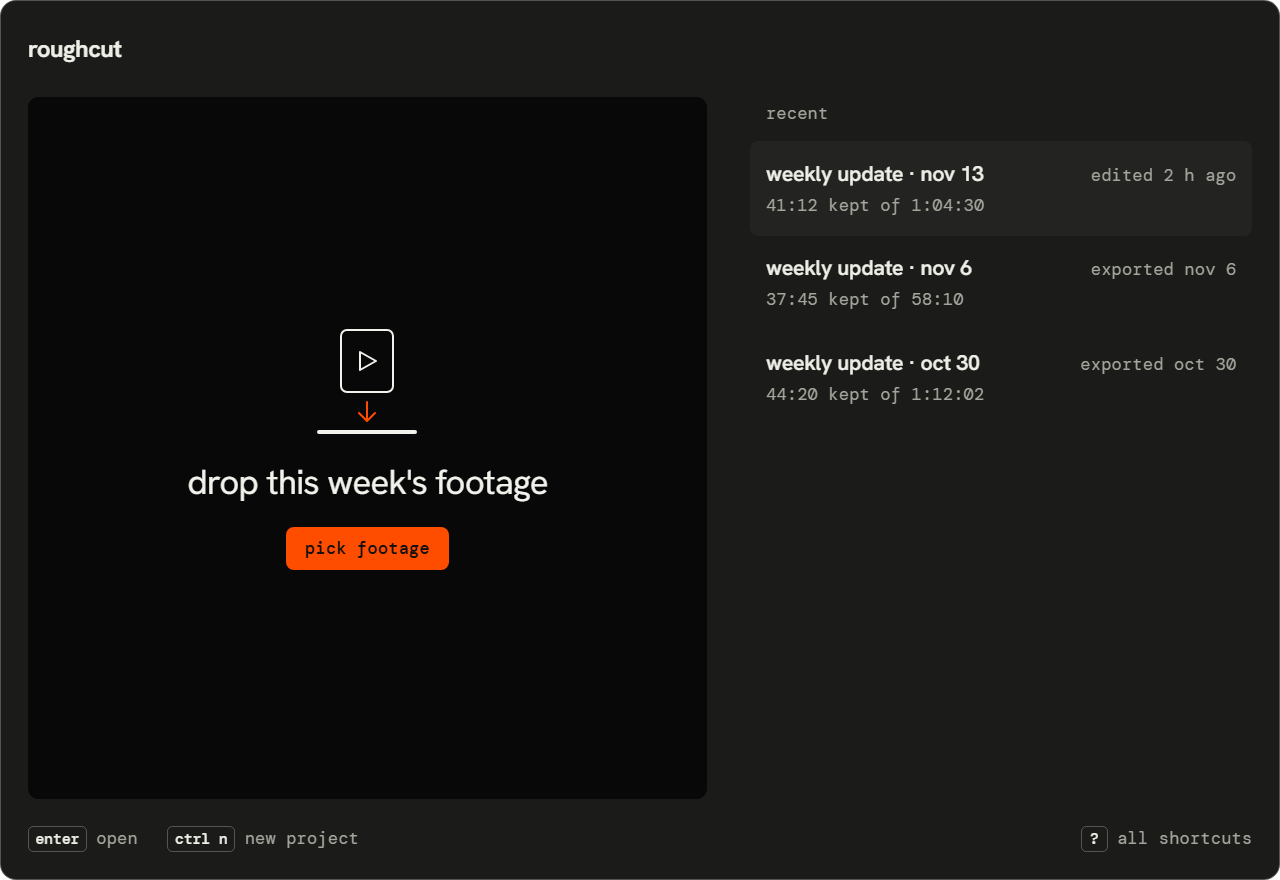 roughcut
drop this week's footage
pick footage
recent
weekly update · nov 13
edited 2 h ago
41:12 kept of 1:04:30
weekly update · nov 6
exported nov 6
37:45 kept of 58:10
weekly update · oct 30
exported oct 30
44:20 kept of 1:12:02
enter open
ctrl n new project
? all shortcuts